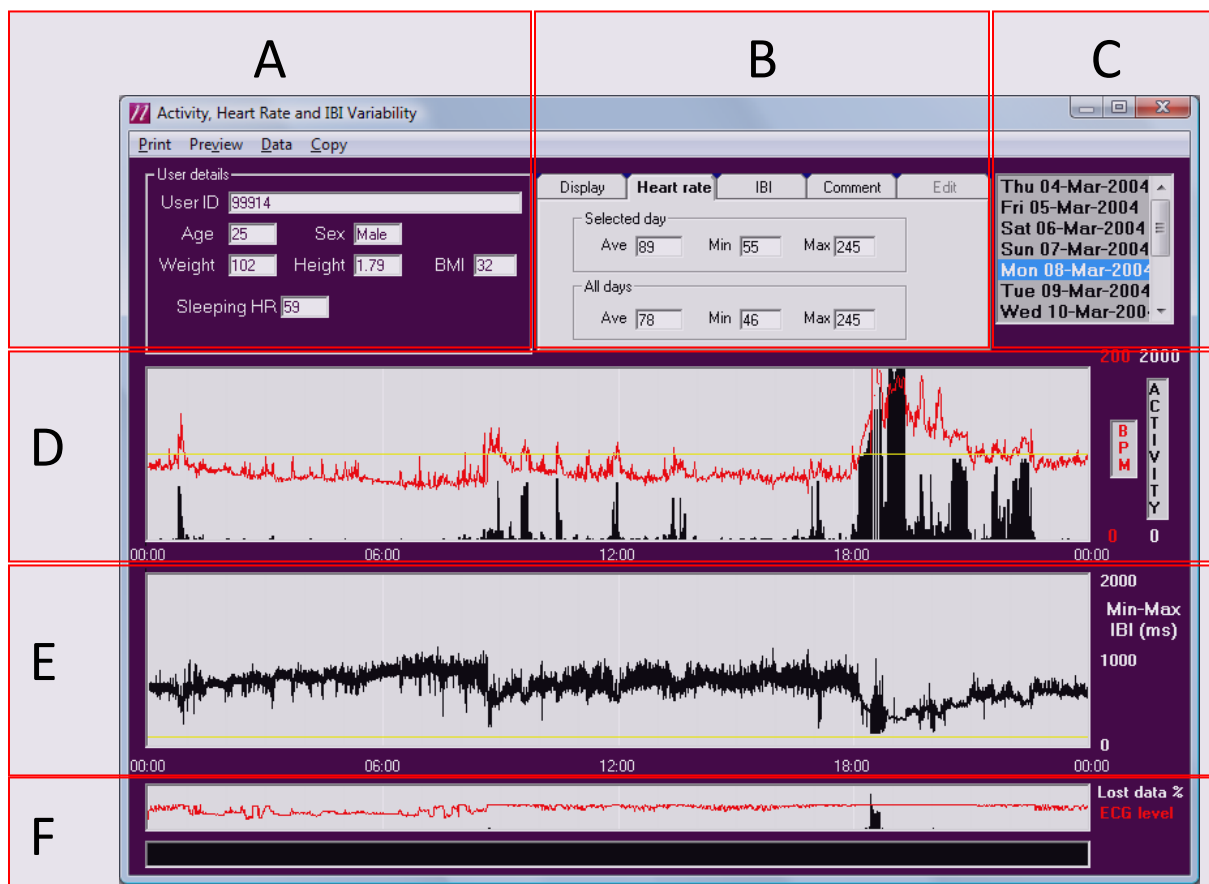 A
B
C
Activity, Heart Rate and IBI Variability
Print Preview Data Copy
User details
User ID 99914
Age 25 Sex Male
Weight 102 Height 1.79 BMI 32
Sleeping HR 59
Display Heart rate IBI Comment Edit
Selected day
Ave 89 Min 55 Max 245
All days
Ave 78 Min 46 Max 245
Thu 04-Mar-2004
Fri 05-Mar-2004
Sat 06-Mar-2004
Sun 07-Mar-2004
Mon 08-Mar-2004
Tue 09-Mar-2004
Wed 10-Mar-200
D
200 2000
BPM
ACTIVITY
0 0
00:00 06:00 12:00 18:00 00:00
E
2000
Min-Max
IBI (ms)
1000
0
00:00 06:00 12:00 18:00 00:00
F
Lost data %
ECG level